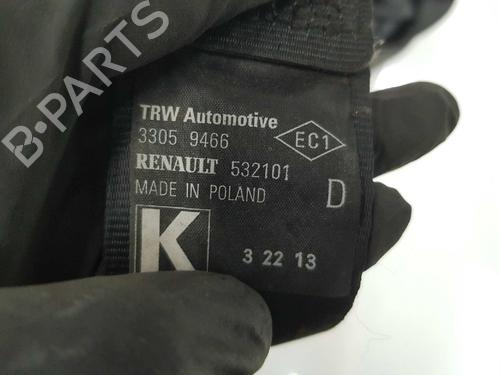 B-PARTS
TRW Automotive
3305 9466
EC1
RENAULT 532101
MADE IN POLAND
D
K
3 22 13